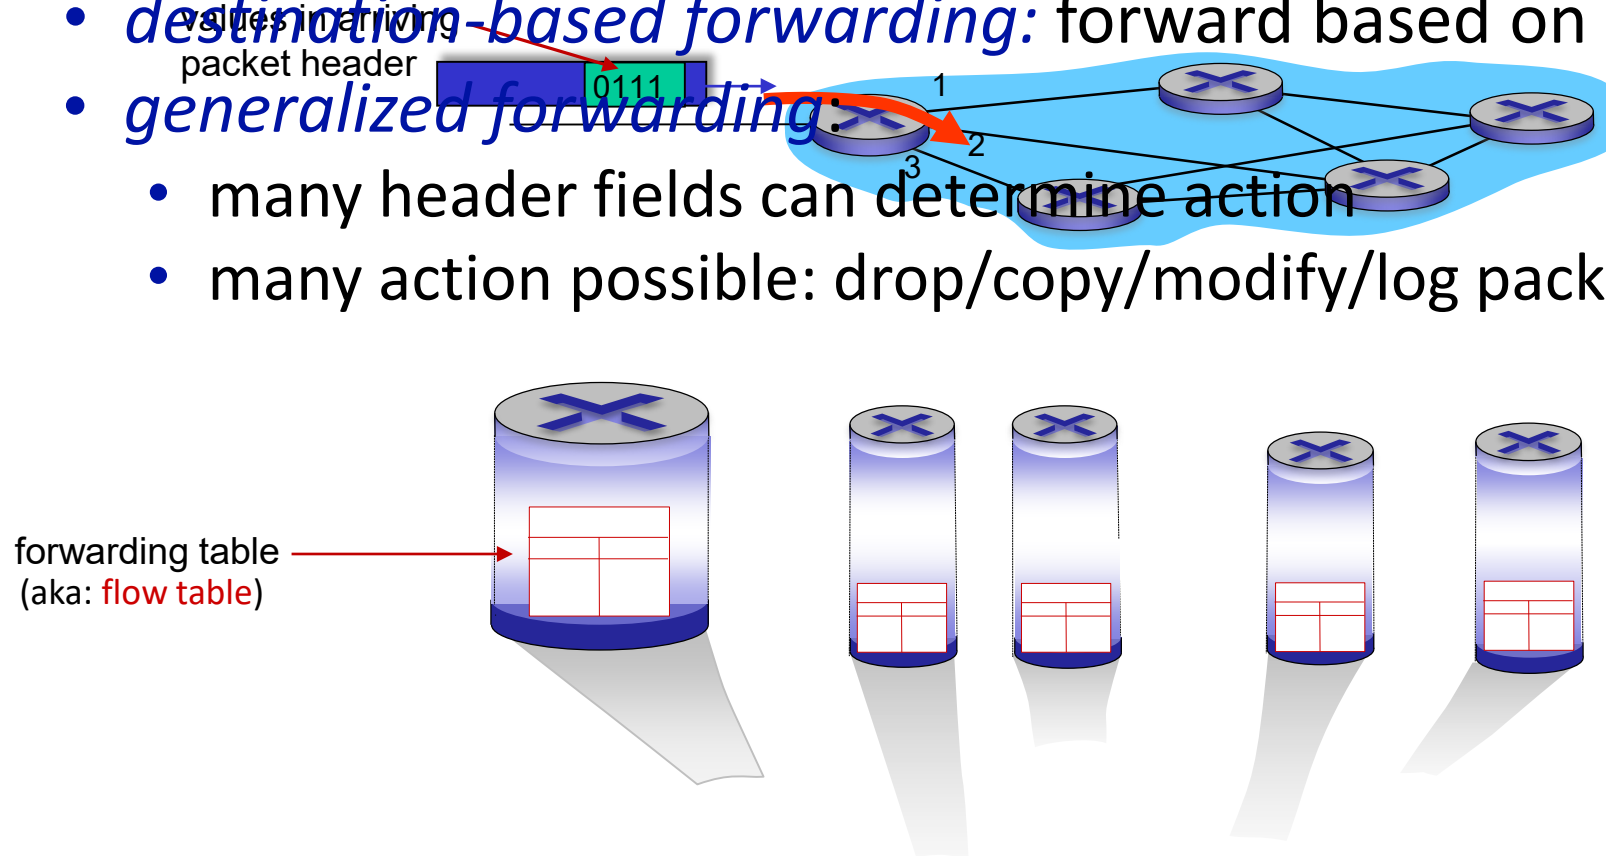 • destination-based forwarding: forward based on
values in arriving
packet header
0111
• generalized forwarding:
1
2
3
• many header fields can determine action
• many action possible: drop/copy/modify/log pack
forwarding table
(aka: flow table)